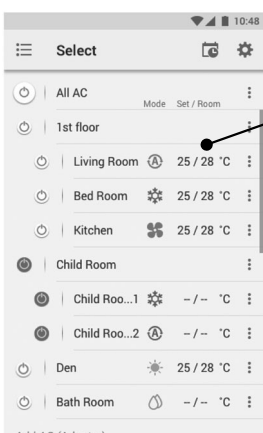 10:48
Select
All AC
Mode Set / Room
1st floor
Living Room 25 / 28 °C
Bed Room 25 / 28 °C
Kitchen 25 / 28 °C
Child Room
Child Roo...1 -- / -- °C
Child Roo...2 A -- / -- °C
Den 25 / 28 °C
Bath Room -- / -- °C